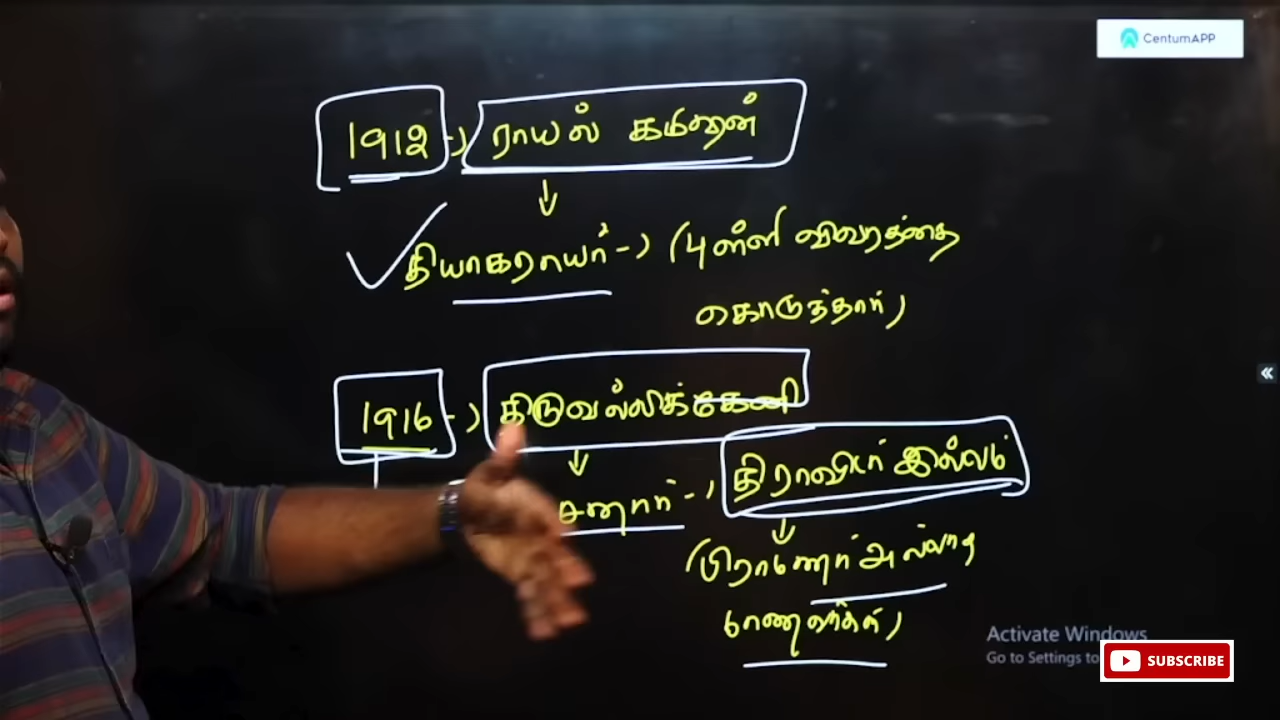 CentumAPP
1912 -> ராயல் கமிஷன்
தியாகராயர் -> (புள்ளி விவரத்தை
கொடுத்தார்)
1916 -> திருவல்லிக்கேணி
திராவிடர் இல்லம்
(பிராமணர் அல்லாத
மாணவர்கள்)
Activate Windows
Go to Settings to
SUBSCRIBE